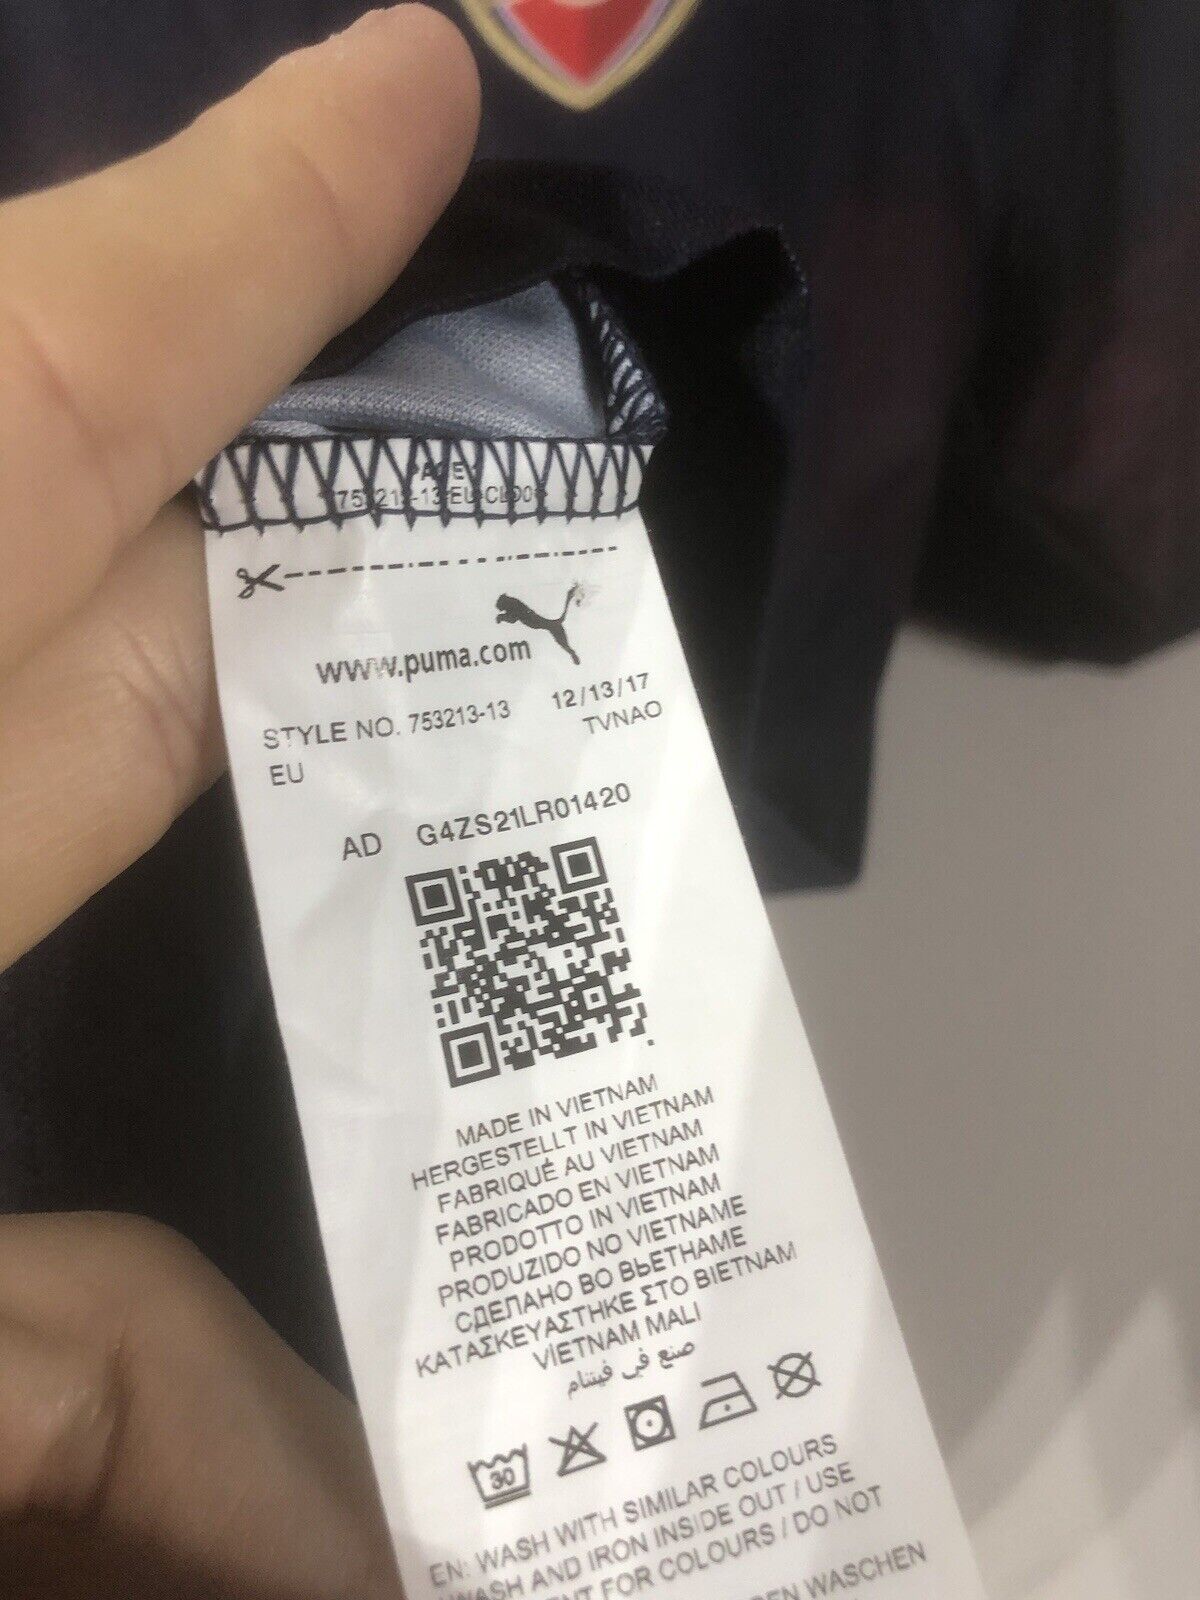 PAGE
www.puma.com
STYLE NO. 753213-13 12/13/17
EU TVNAO
AD G4ZS21LR01420
MADE IN VIETNAM
HERGESTELLT IN VIETNAM
FABRIQUÉ AU VIETNAM
FABRICADO EN VIETNAM
PRODOTTO IN VIETNAM
PRODUZIDO NO VIETNAME
СДЕЛАНО ВО ВЬЕТНАМЕ
ΚΑΤΑΣΚΕΥΑΣΤΗΚΕ ΣΤΟ ΒΙΕΤΝΑΜ
VIETNAM MALI
صنع في فيتنام
30
EN: WASH WITH SIMILAR COLOURS
WASH AND IRON INSIDE OUT / USE
FOR COLOURS / DO NOT
WASCHEN